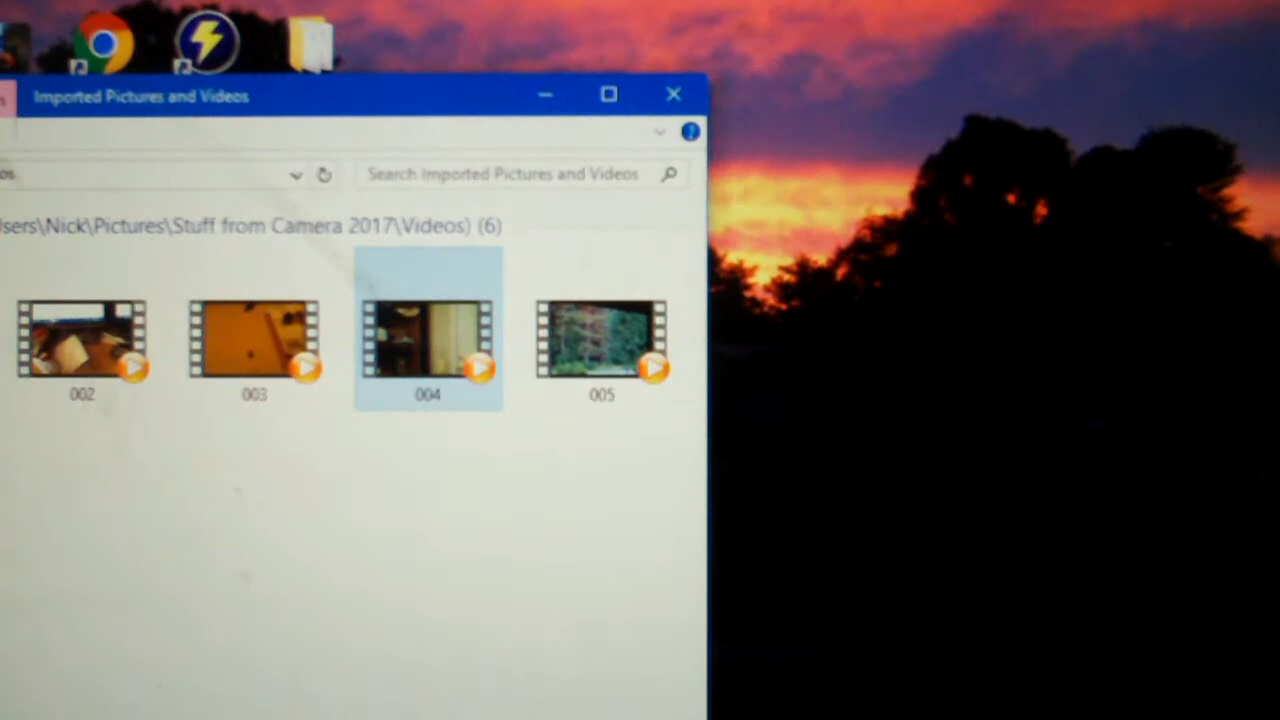 s
Imported Pictures and Videos
os
Search Imported Pictures and Videos
sers\Nick\Pictures\Stuff from Camera 2017\Videos) (6)
002
003
004
005